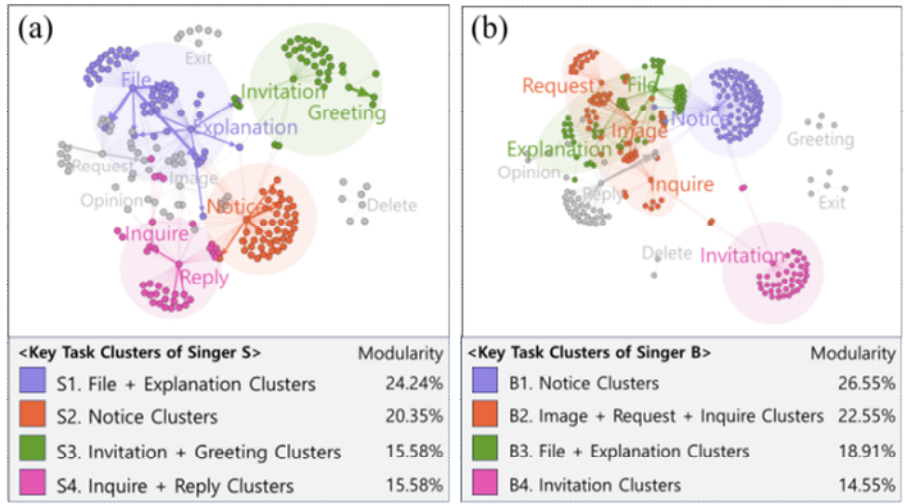 (a)
Exit
File
Invitation
Greeting
Explanation
Request
Image
Opinion
Notice
Delete
Inquire
Reply
<Key Task Clusters of Singer S> Modularity
S1. File + Explanation Clusters 24.24%
S2. Notice Clusters 20.35%
S3. Invitation + Greeting Clusters 15.58%
S4. Inquire + Reply Clusters 15.58%
(b)
Request
File
Notice
Image
Greeting
Explanation
Opinion
Inquire
Reply
Exit
Delete
Invitation
<Key Task Clusters of Singer B> Modularity
B1. Notice Clusters 26.55%
B2. Image + Request + Inquire Clusters 22.55%
B3. File + Explanation Clusters 18.91%
B4. Invitation Clusters 14.55%